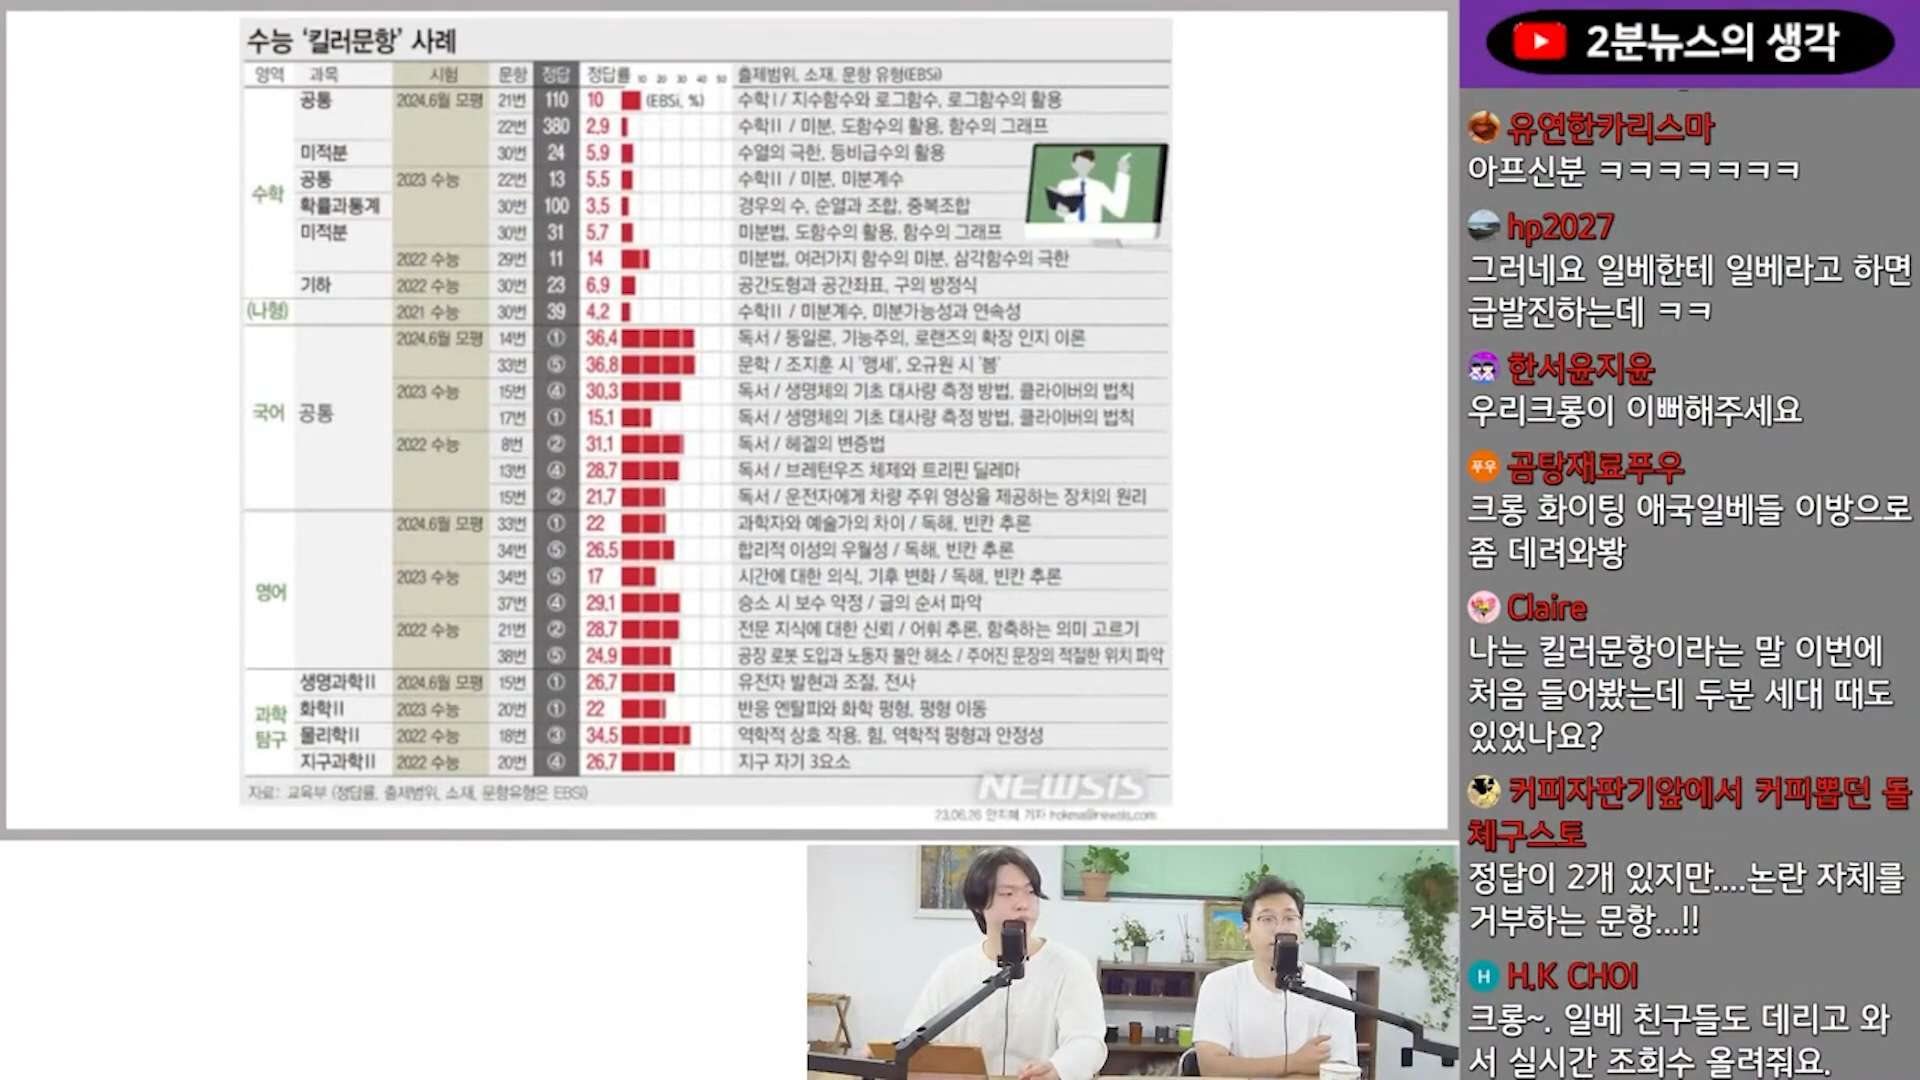 수능 '킬러문항' 사례
영역 과목 시험 문항 정답 정답률 10 20 30 40 50 출제범위, 소재, 문항 유형(EBSi)
수학 공통 2024.6월 모평 21번 110 10 (EBSi, %) 수학Ⅰ/ 지수함수와 로그함수, 로그함수의 활용
22번 380 2.9 수학Ⅱ / 미분, 도함수의 활용, 함수의 그래프
미적분 30번 24 5.9 수열의 극한, 등비급수의 활용
공통 2023 수능 22번 13 5.5 수학Ⅱ / 미분, 미분계수
확률과통계 30번 100 3.5 경우의 수, 순열과 조합, 중복조합
미적분 30번 31 5.7 미분법, 도함수의 활용, 함수의 그래프
2022 수능 29번 11 14 미분법, 여러가지 함수의 미분, 삼각함수의 극한
기하 2022 수능 30번 23 6.9 공간도형과 공간좌표, 구의 방정식
(나형) 2021 수능 30번 39 4.2 수학Ⅱ / 미분계수, 미분가능성과 연속성
국어 공통 2024.6월 모평 14번 ① 36.4 독서 / 동일론, 기능주의, 로랜즈의 확장 인지 이론
33번 ⑤ 36.8 문학 / 조지훈 시 '맹세', 오규원 시 '봄'
2023 수능 15번 ④ 30.3 독서 / 생명체의 기초 대사량 측정 방법, 클라이버의 법칙
17번 ① 15.1 독서 / 생명체의 기초 대사량 측정 방법, 클라이버의 법칙
2022 수능 8번 ② 31.1 독서 / 헤겔의 변증법
13번 ④ 28.7 독서 / 브레턴우즈 체제와 트리핀 딜레마
15번 ② 21.7 독서 / 운전자에게 차량 주위 영상을 제공하는 장치의 원리
영어 2024.6월 모평 33번 ① 22 과학자와 예술가의 차이 / 독해, 빈칸 추론
34번 ⑤ 26.5 합리적 이성의 우월성 / 독해, 빈칸 추론
2023 수능 34번 ⑤ 17 시간에 대한 의식, 기후 변화 / 독해, 빈칸 추론
37번 ④ 29.1 승소 시 보수 약정 / 글의 순서 파악
2022 수능 21번 ② 28.7 전문 지식에 대한 신뢰 / 어휘 추론, 함축하는 의미 고르기
38번 ⑤ 24.9 공장 로봇 도입과 노동자 불안 해소 / 주어진 문장의 적절한 위치 파악
과학탐구 생명과학Ⅱ 2024.6월 모평 15번 ① 26.7 유전자 발현과 조절, 전사
화학Ⅱ 2023 수능 20번 ① 22 반응 엔탈피와 화학 평형, 평형 이동
물리학Ⅱ 2022 수능 18번 ③ 34.5 역학적 상호 작용, 힘, 역학적 평형과 안정성
지구과학Ⅱ 2022 수능 20번 ④ 26.7 지구 자기 3요소
자료: 교육부 (정답률, 출제범위, 소재, 문항유형은 EBSi)
NEWSIS
23.06.26 안지혜 기자 hokma@newsis.com
2분뉴스의 생각
유연한카리스마
아프신분 ㅋㅋㅋㅋㅋㅋㅋ
hp2027
그러네요 일베한테 일베라고 하면
급발진하는데 ㅋㅋ
한서윤지윤
우리크롱이 이뻐해주세요
푸우 곰탕재료푸우
크롱 화이팅 애국일베들 이방으로
좀 데려와봥
Claire
나는 킬러문항이라는 말 이번에
처음 들어봤는데 두분 세대 때도
있었나요?
커피자판기앞에서 커피뽑던 돌
체구스토
정답이 2개 있지만....논란 자체를
거부하는 문항...!!
H H.K CHOI
크롱~. 일베 친구들도 데리고 와
서 실시간 조회수 올려줘요.